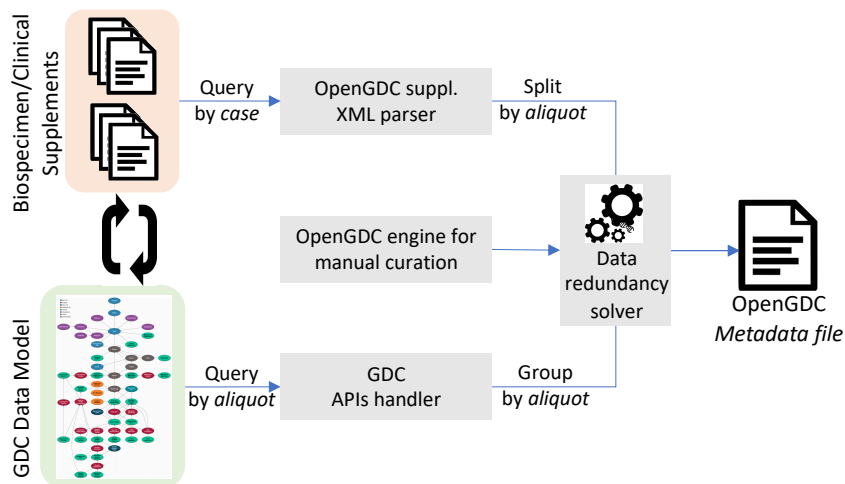 Biospecimen/Clinical
Supplements
Query
by case
OpenGDC suppl.
XML parser
Split
by aliquot
OpenGDC engine for
manual curation
Data
redundancy
solver
OpenGDC
Metadata file
GDC Data Model
Query
by aliquot
GDC
APIs handler
Group
by aliquot